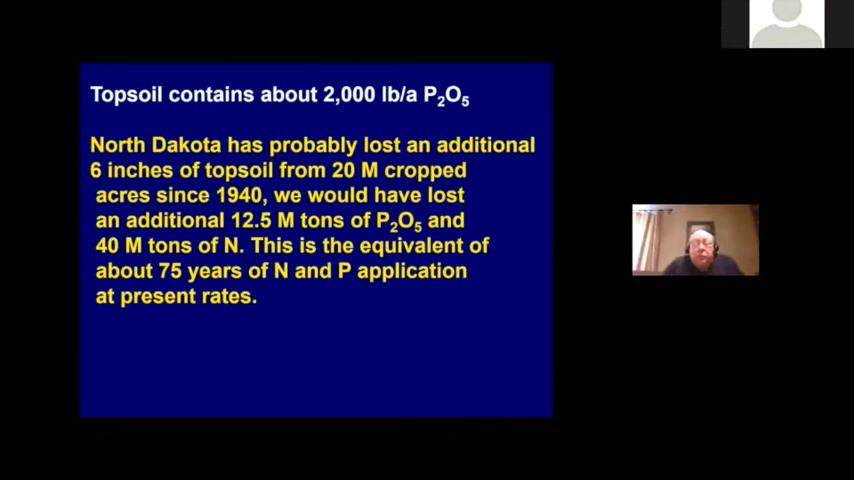 Topsoil contains about 2,000 lb/a P₂O₅
North Dakota has probably lost an additional
6 inches of topsoil from 20 M cropped
acres since 1940, we would have lost
an additional 12.5 M tons of P₂O₅ and
40 M tons of N. This is the equivalent of
about 75 years of N and P application
at present rates.